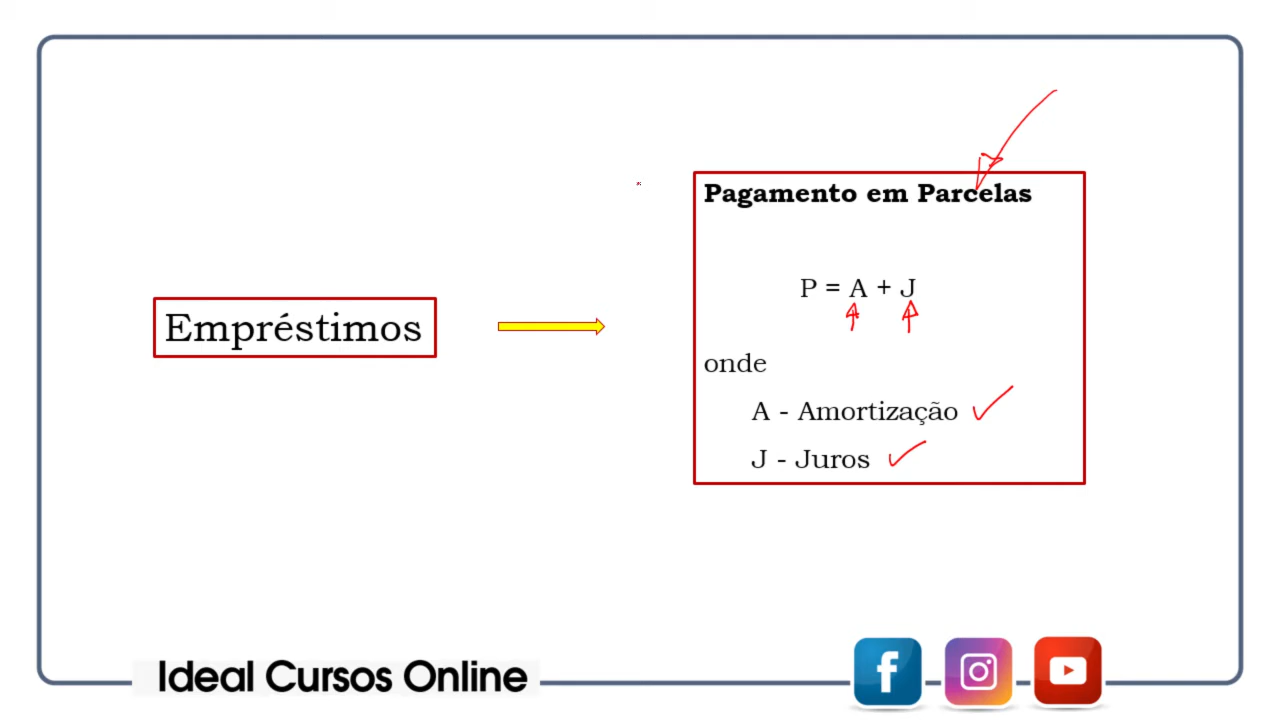 Empréstimos
Pagamento em Parcelas
P = A + J
onde
A - Amortização
J - Juros
Ideal Cursos Online